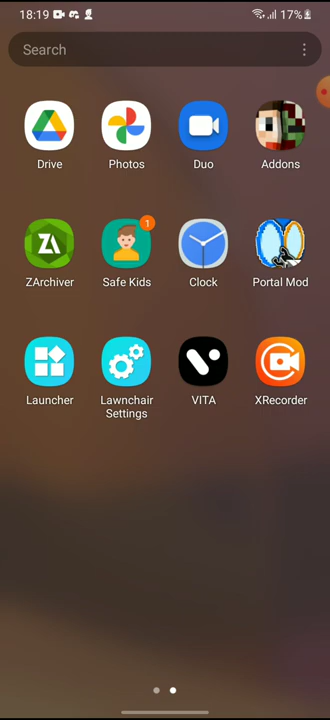 18:19
17%
Search
Drive
Photos
Duo
Addons
ZA
ZArchiver
1
Safe Kids
Clock
Portal Mod
Launcher
Lawnchair
Settings
VITA
XRecorder